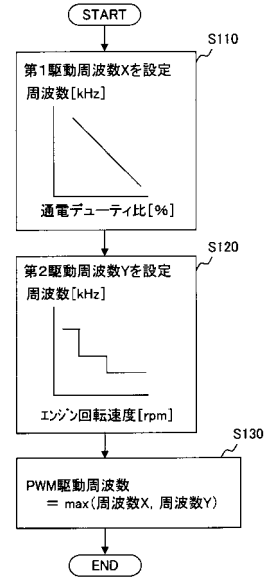 START
S110
第1駆動周波数Xを設定
周波数[kHz]
通電デューティ比[%]
S120
第2駆動周波数Yを設定
周波数[kHz]
エンジン回転速度[rpm]
S130
PWM駆動周波数
= max(周波数X, 周波数Y)
END